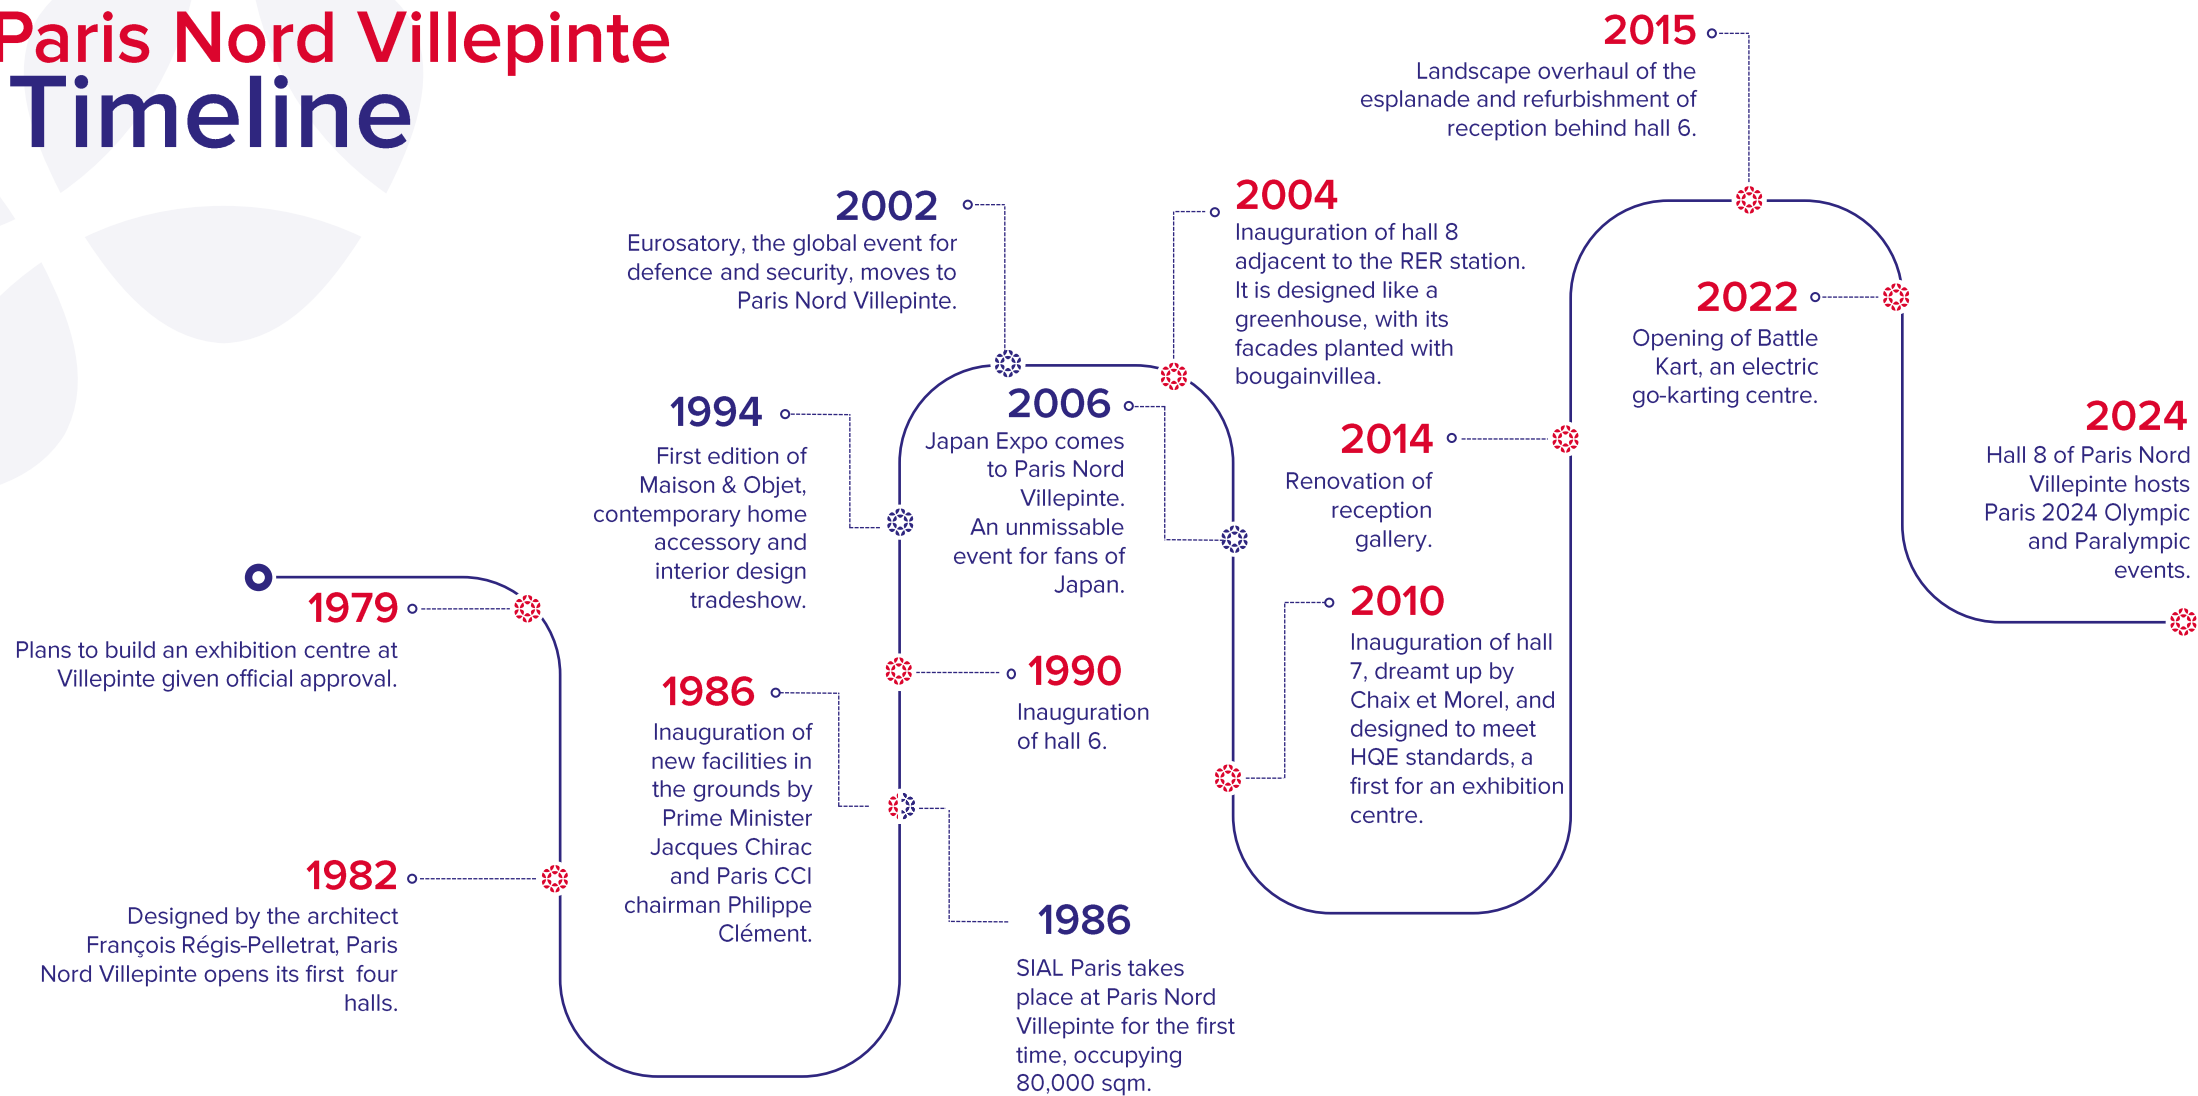 Paris Nord Villepinte
Timeline
1979
Plans to build an exhibition centre at
Villepinte given official approval.
1982
Designed by the architect
François Régis-Pelletrat, Paris
Nord Villepinte opens its first four
halls.
1986
Inauguration of
new facilities in
the grounds by
Prime Minister
Jacques Chirac
and Paris CCI
chairman Philippe
Clément.
1986
SIAL Paris takes
place at Paris Nord
Villepinte for the first
time, occupying
80,000 sqm.
1990
Inauguration
of hall 6.
1994
First edition of
Maison & Objet,
contemporary home
accessory and
interior design
tradeshow.
2002
Eurosatory, the global event for
defence and security, moves to
Paris Nord Villepinte.
2004
Inauguration of hall 8
adjacent to the RER station.
It is designed like a
greenhouse, with its
facades planted with
bougainvillea.
2006
Japan Expo comes
to Paris Nord
Villepinte.
An unmissable
event for fans of
Japan.
2010
Inauguration of hall
7, dreamt up by
Chaix et Morel, and
designed to meet
HQE standards, a
first for an exhibition
centre.
2014
Renovation of
reception
gallery.
2015
Landscape overhaul of the
esplanade and refurbishment of
reception behind hall 6.
2022
Opening of Battle
Kart, an electric
go-karting centre.
2024
Hall 8 of Paris Nord
Villepinte hosts
Paris 2024 Olympic
and Paralympic
events.